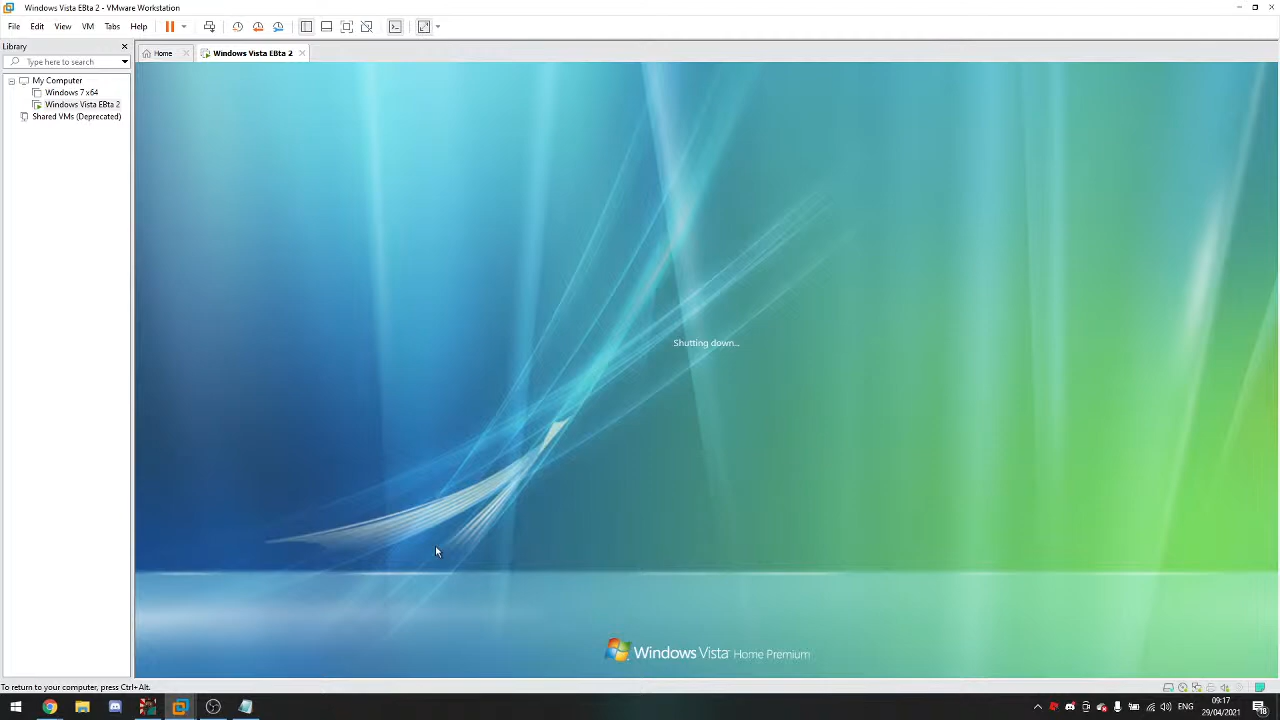 Windows Vista EBta 2 - VMware Workstation
File Edit View VM Tabs Help
Library
Type here to search
My Computer
Windows 7 x64
Windows Vista EBta 2
Shared VMs (Deprecated)
Home
Windows Vista EBta 2
Shutting down...
Windows Vista Home Premium
To return to your computer, press Ctrl+Alt.
ENG
09:17
29/04/2021